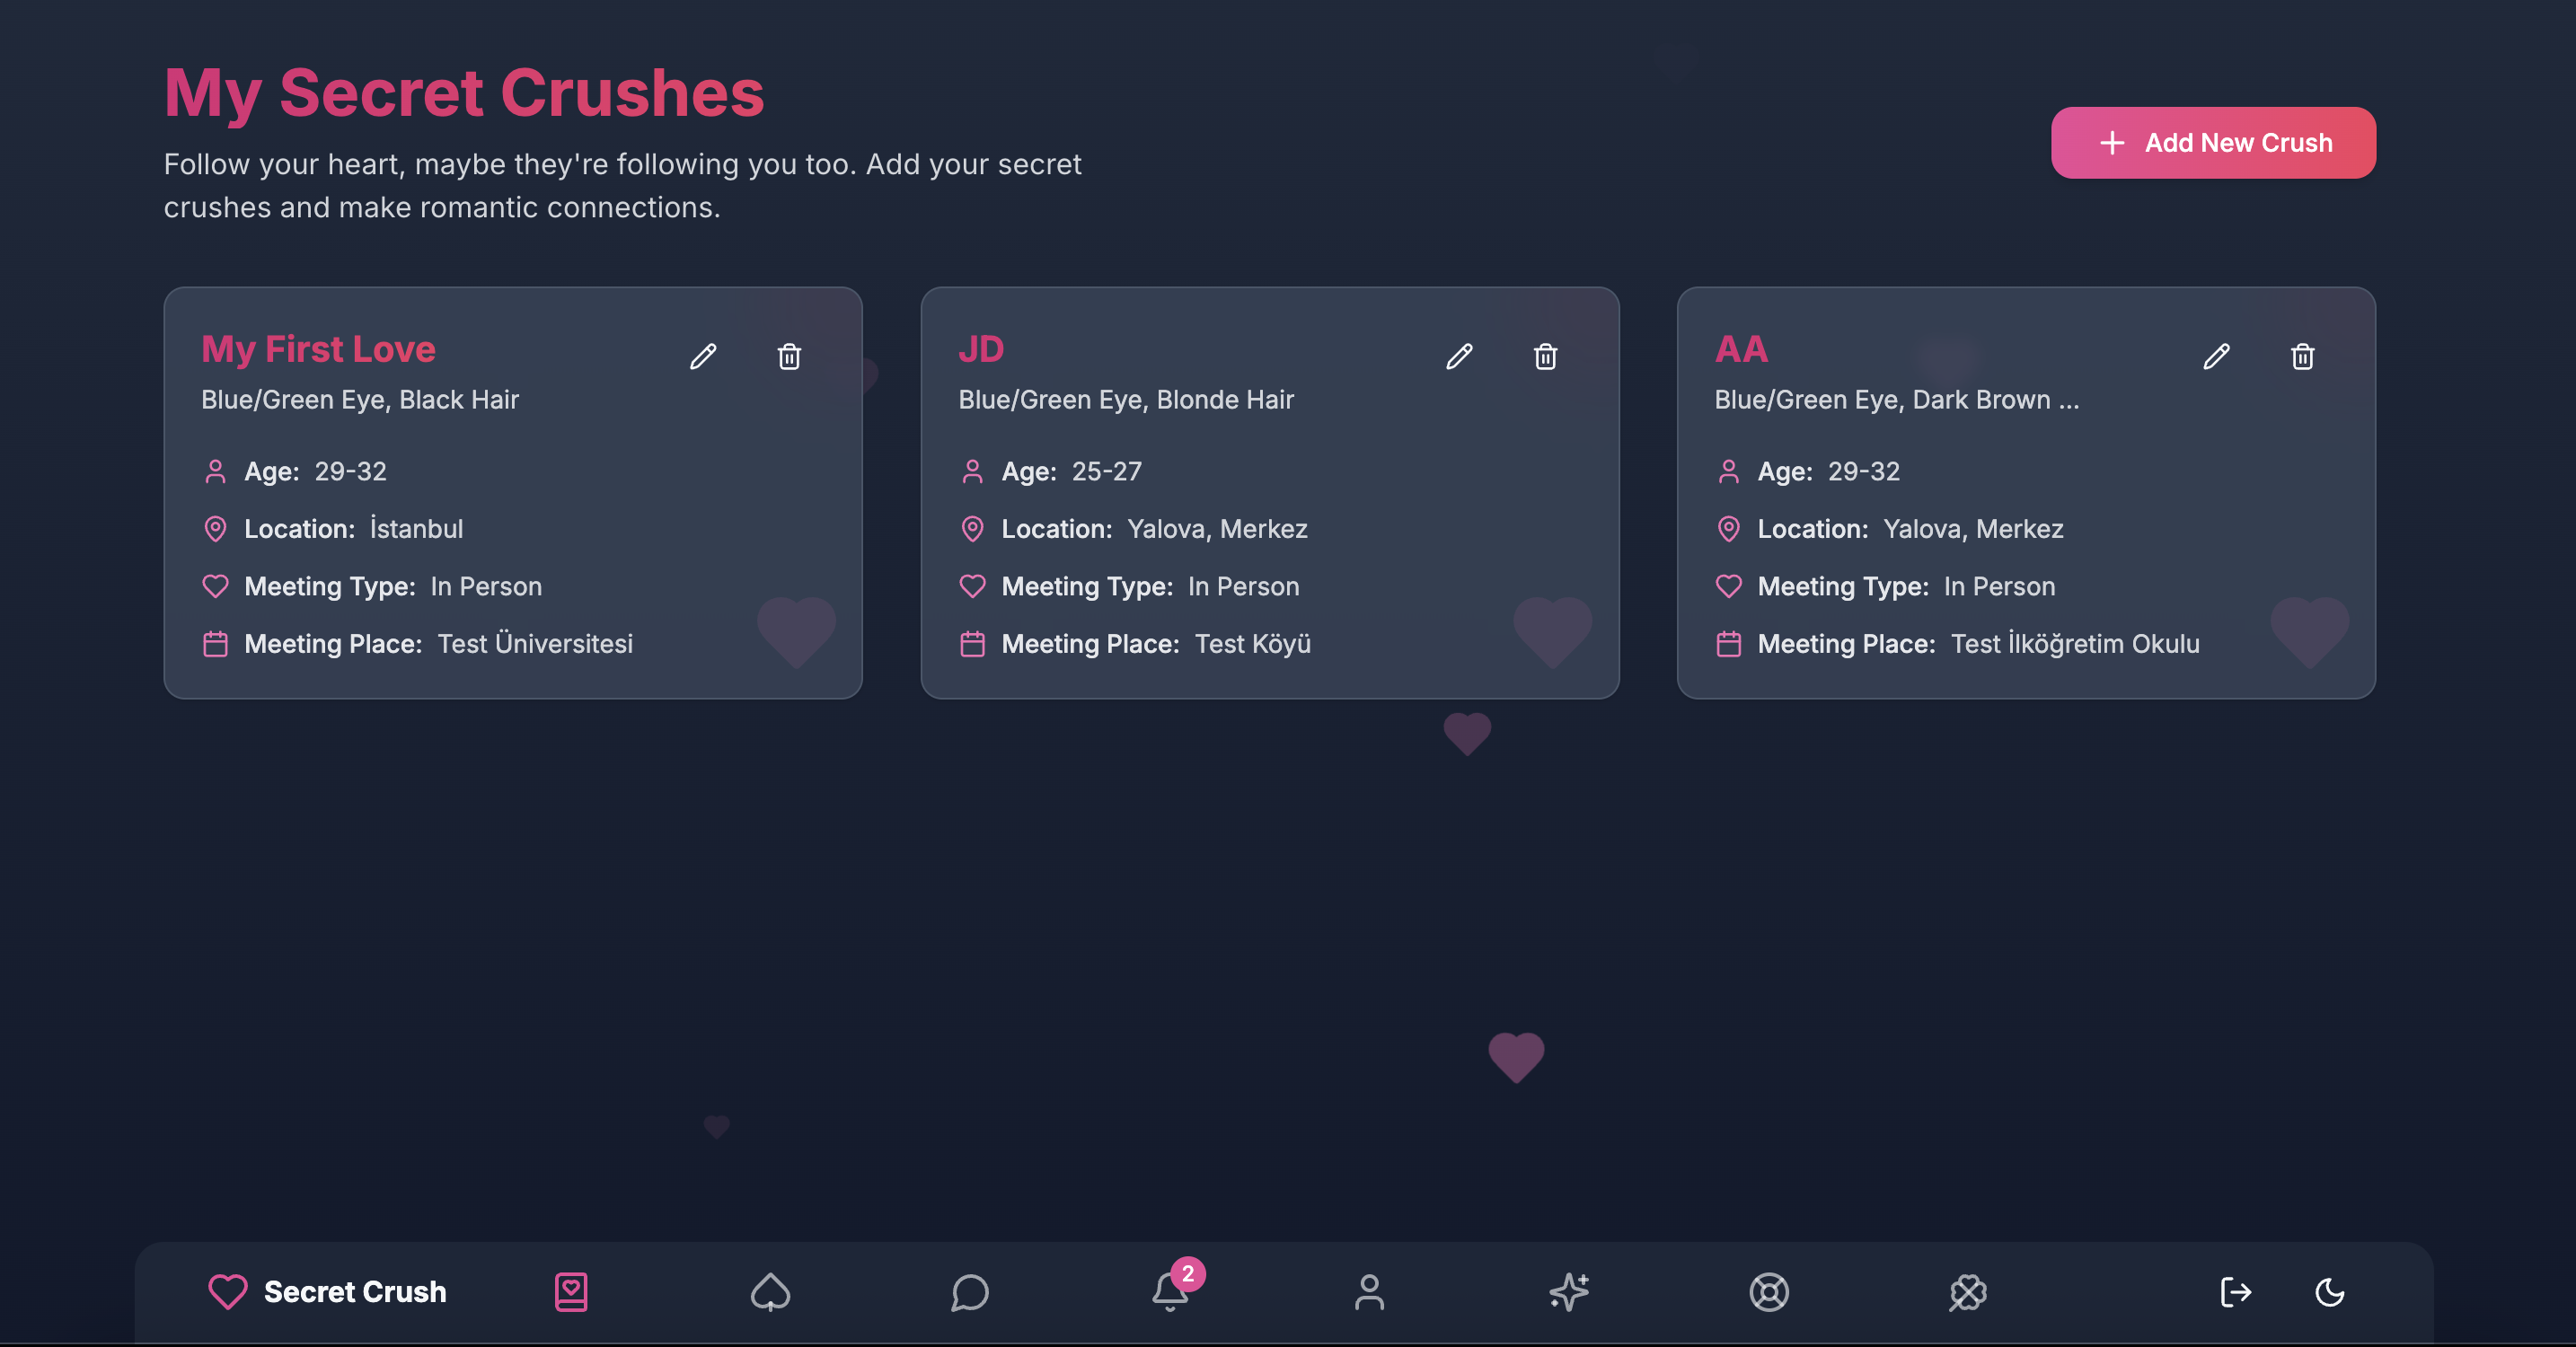 My Secret Crushes
Follow your heart, maybe they're following you too. Add your secret
crushes and make romantic connections.
Add New Crush
My First Love
Blue/Green Eye, Black Hair
Age: 29-32
Location: İstanbul
Meeting Type: In Person
Meeting Place: Test Üniversitesi
JD
Blue/Green Eye, Blonde Hair
Age: 25-27
Location: Yalova, Merkez
Meeting Type: In Person
Meeting Place: Test Köyü
AA
Blue/Green Eye, Dark Brown ...
Age: 29-32
Location: Yalova, Merkez
Meeting Type: In Person
Meeting Place: Test İlköğretim Okulu
Secret Crush
2